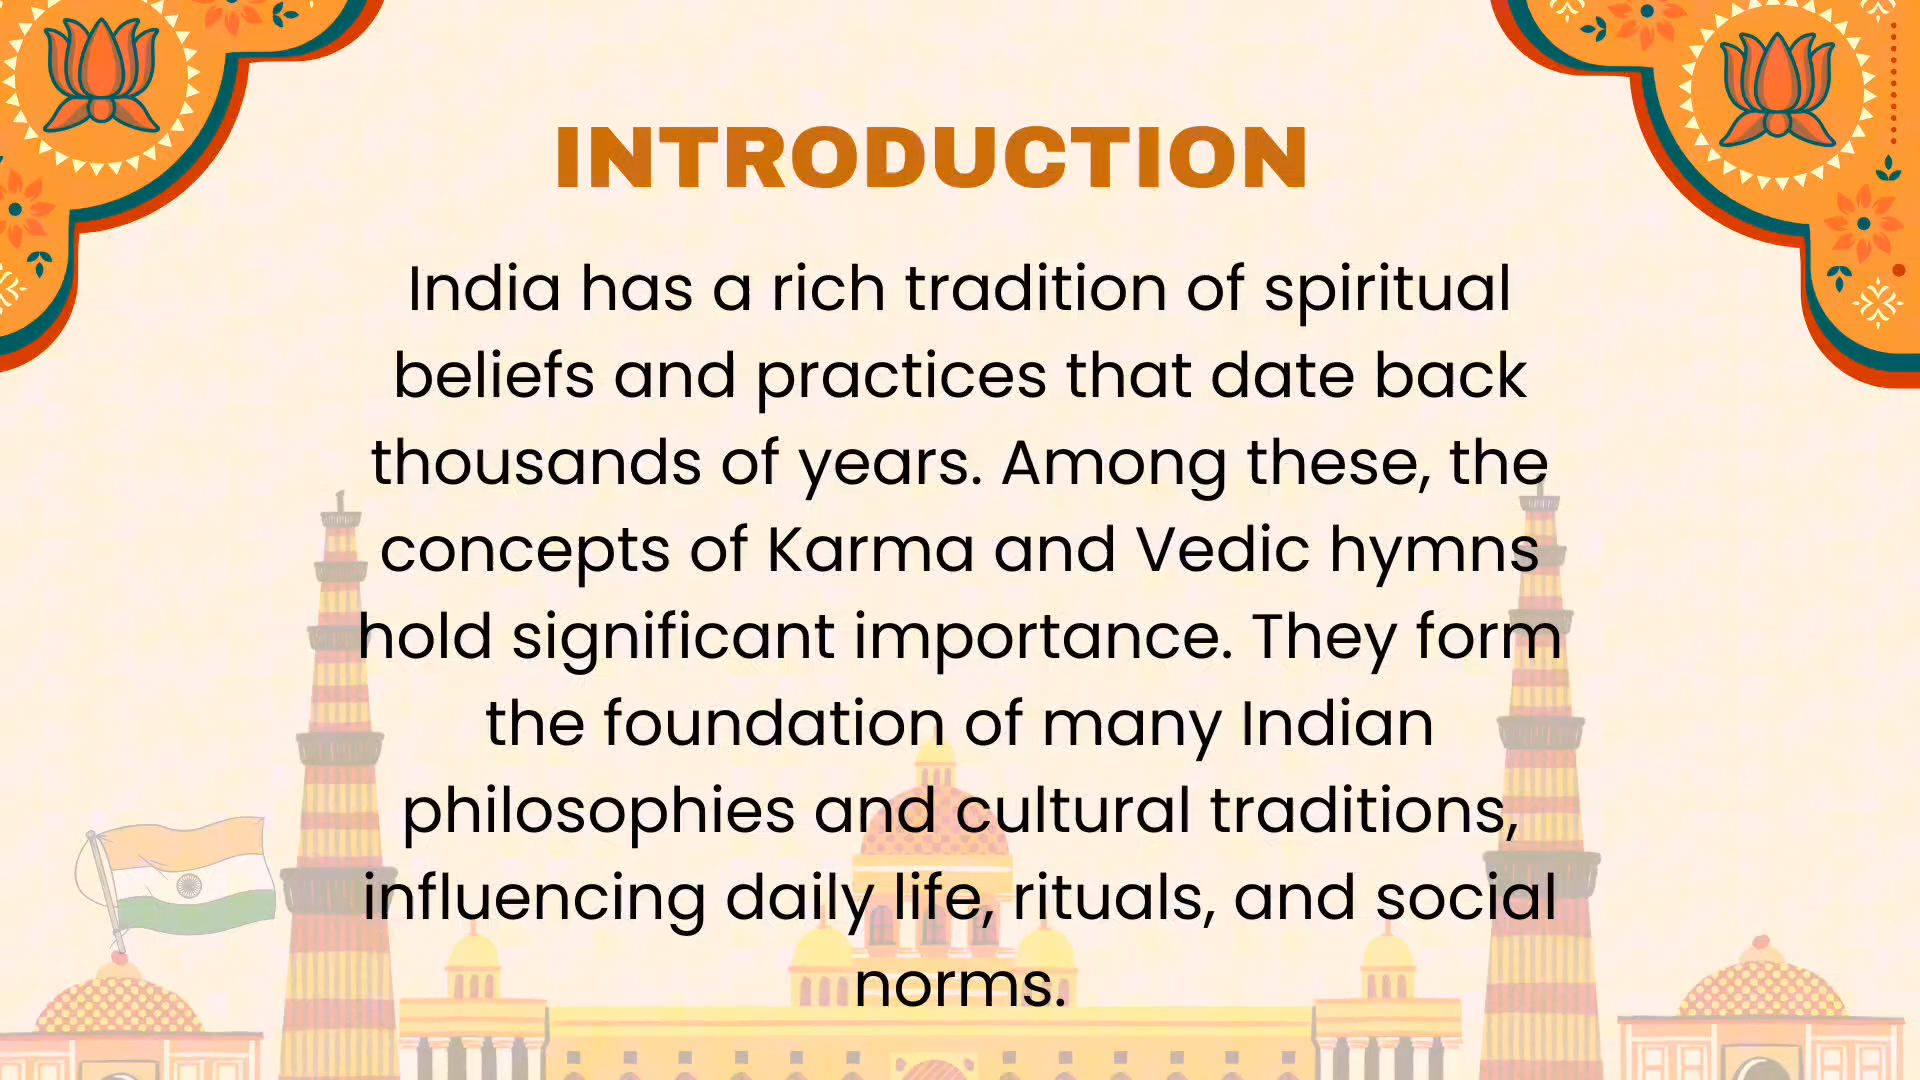 INTRODUCTION
India has a rich tradition of spiritual
beliefs and practices that date back
thousands of years. Among these, the
concepts of Karma and Vedic hymns
hold significant importance. They form
the foundation of many Indian
philosophies and cultural traditions,
influencing daily life, rituals, and social
norms.